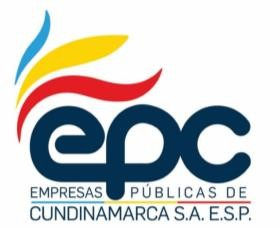 epc
EMPRESAS PÚBLICAS DE
CUNDINAMARCA S.A. E.S.P.